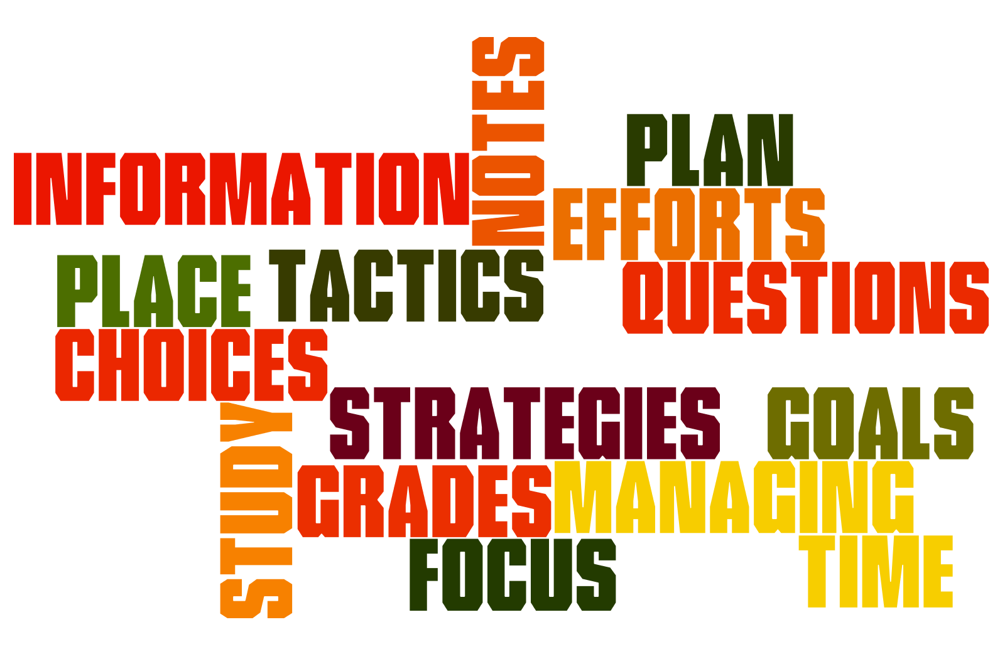 NOTES
PLAN
INFORMATION
EFFORTS
PLACE
TACTICS
QUESTIONS
CHOICES
STRATEGIES
GOALS
STUDY
GRADES
MANAGING
TIME
FOCUS